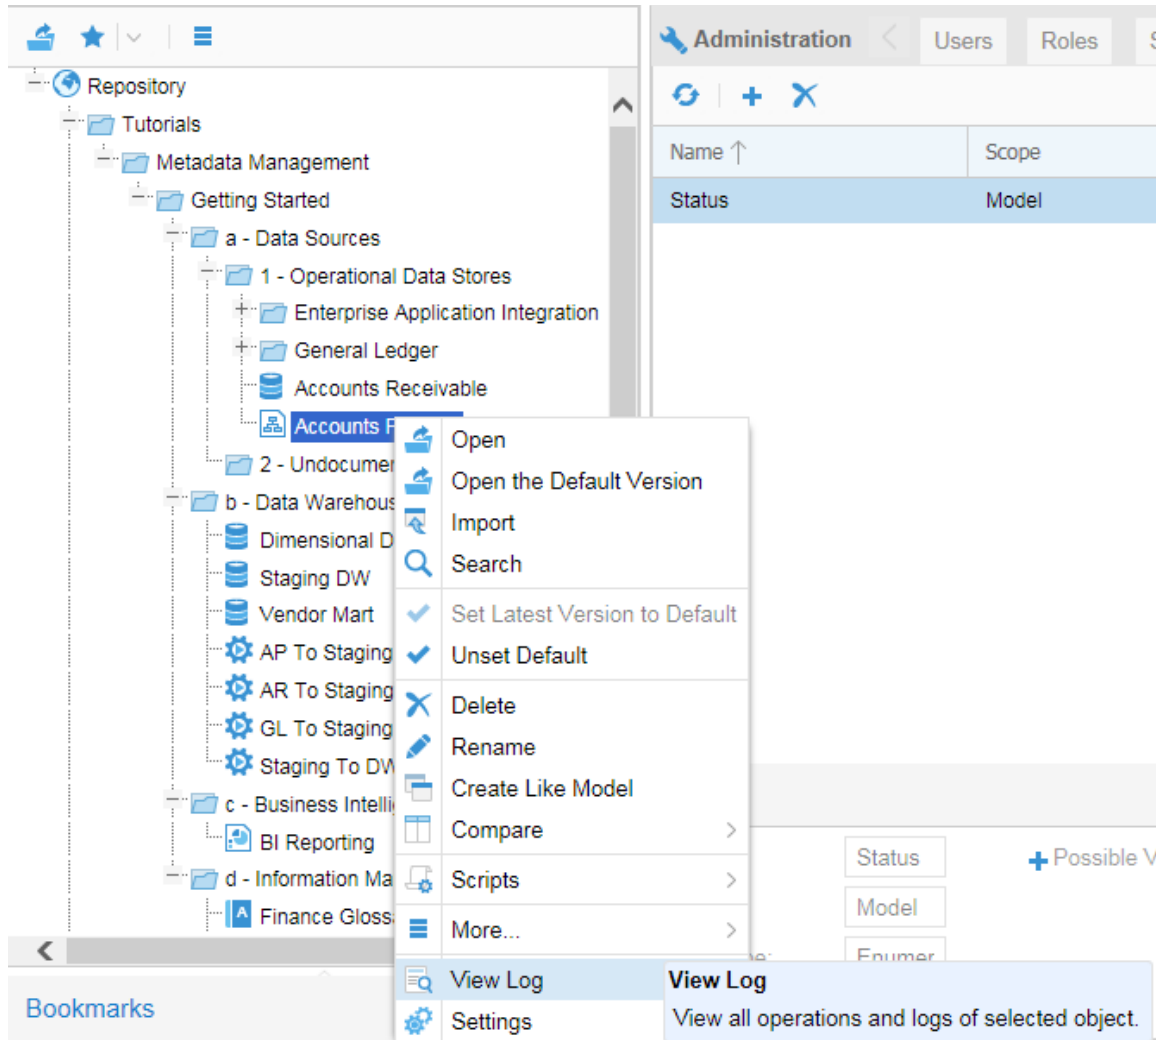 Administration
Users
Roles
Repository
Tutorials
Metadata Management
Getting Started
a - Data Sources
1 - Operational Data Stores
Enterprise Application Integration
General Ledger
Accounts Receivable
Accounts
2 -
b - Data
Dimensional
Staging DW
Vendor Mart
AP To Staging
AR To Staging
GL To Staging
Staging To
c - Business
BI Reporting
d - Information
Finance
Bookmarks
Name
Scope
Status
Model
Open
Open the Default Version
Import
Search
Set Latest Version to Default
Unset Default
Delete
Rename
Create Like Model
Compare
Scripts
More...
View Log
Settings
Status
Possible
Model
View Log
View all operations and logs of selected object.